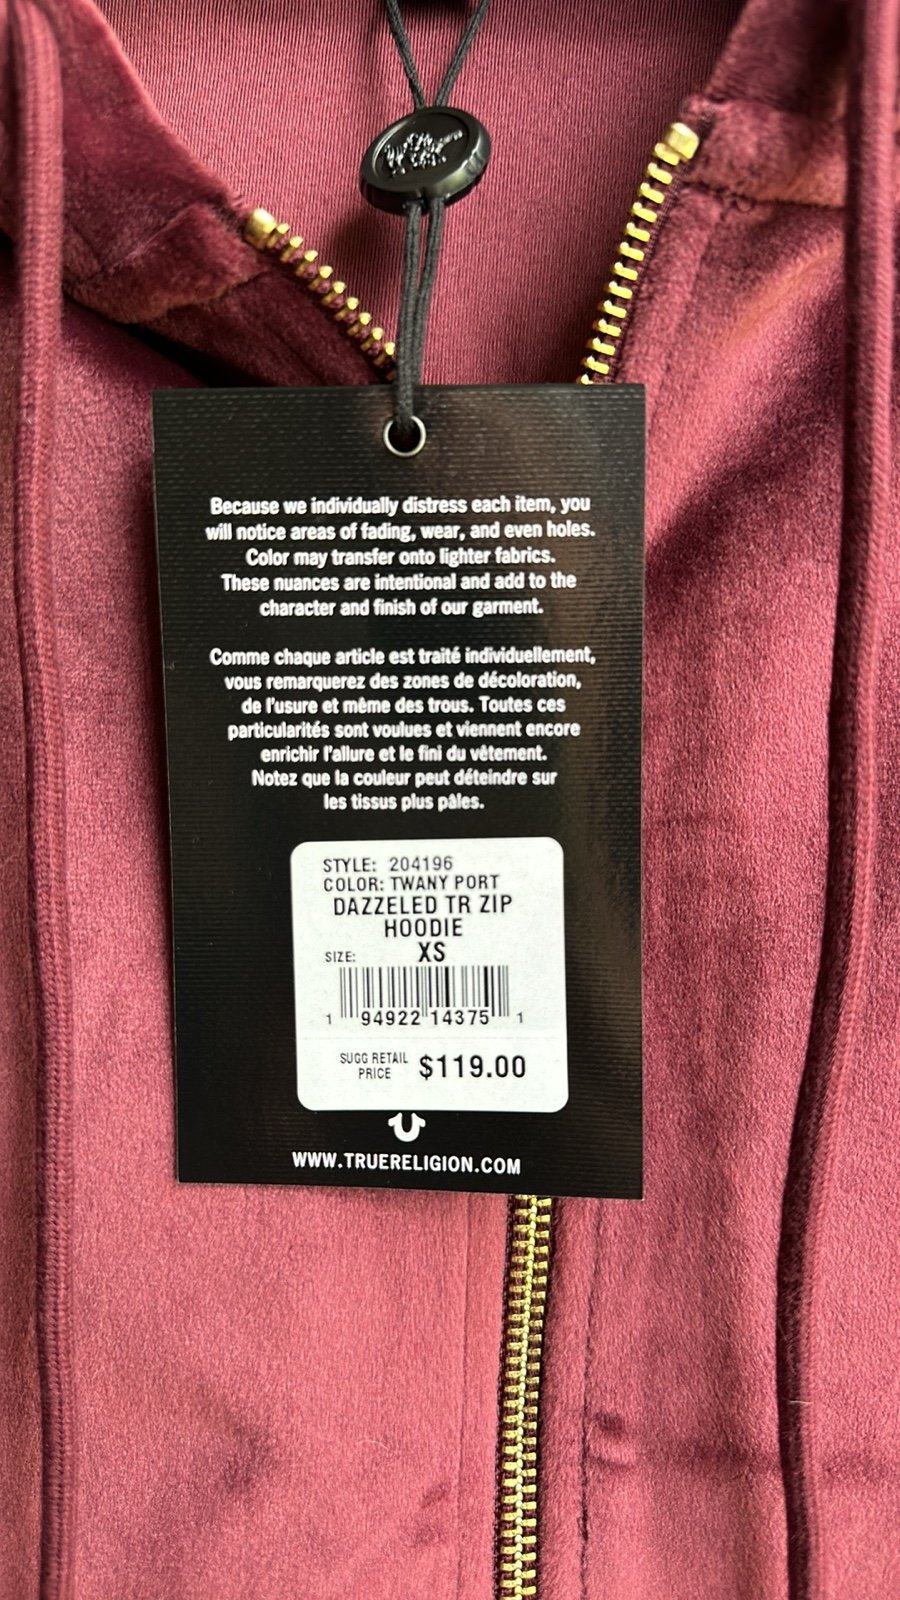 Because we individually distress each item, you
will notice areas of fading, wear, and even holes.
Color may transfer onto lighter fabrics.
These nuances are intentional and add to the
character and finish of our garment.
Comme chaque article est traité individuellement,
vous remarquerez des zones de décoloration,
de l'usure et même des trous. Toutes ces
particularités sont voulues et viennent encore
enrichir l'allure et le fini du vêtement.
Notez que la couleur peut déteindre sur
les tissus plus pâles.
STYLE: 204196
COLOR: TWANY PORT
DAZZELED TR ZIP
HOODIE
SIZE: XS
1 94922 14375 1
SUGG RETAIL
PRICE $119.00
WWW.TRUERELIGION.COM